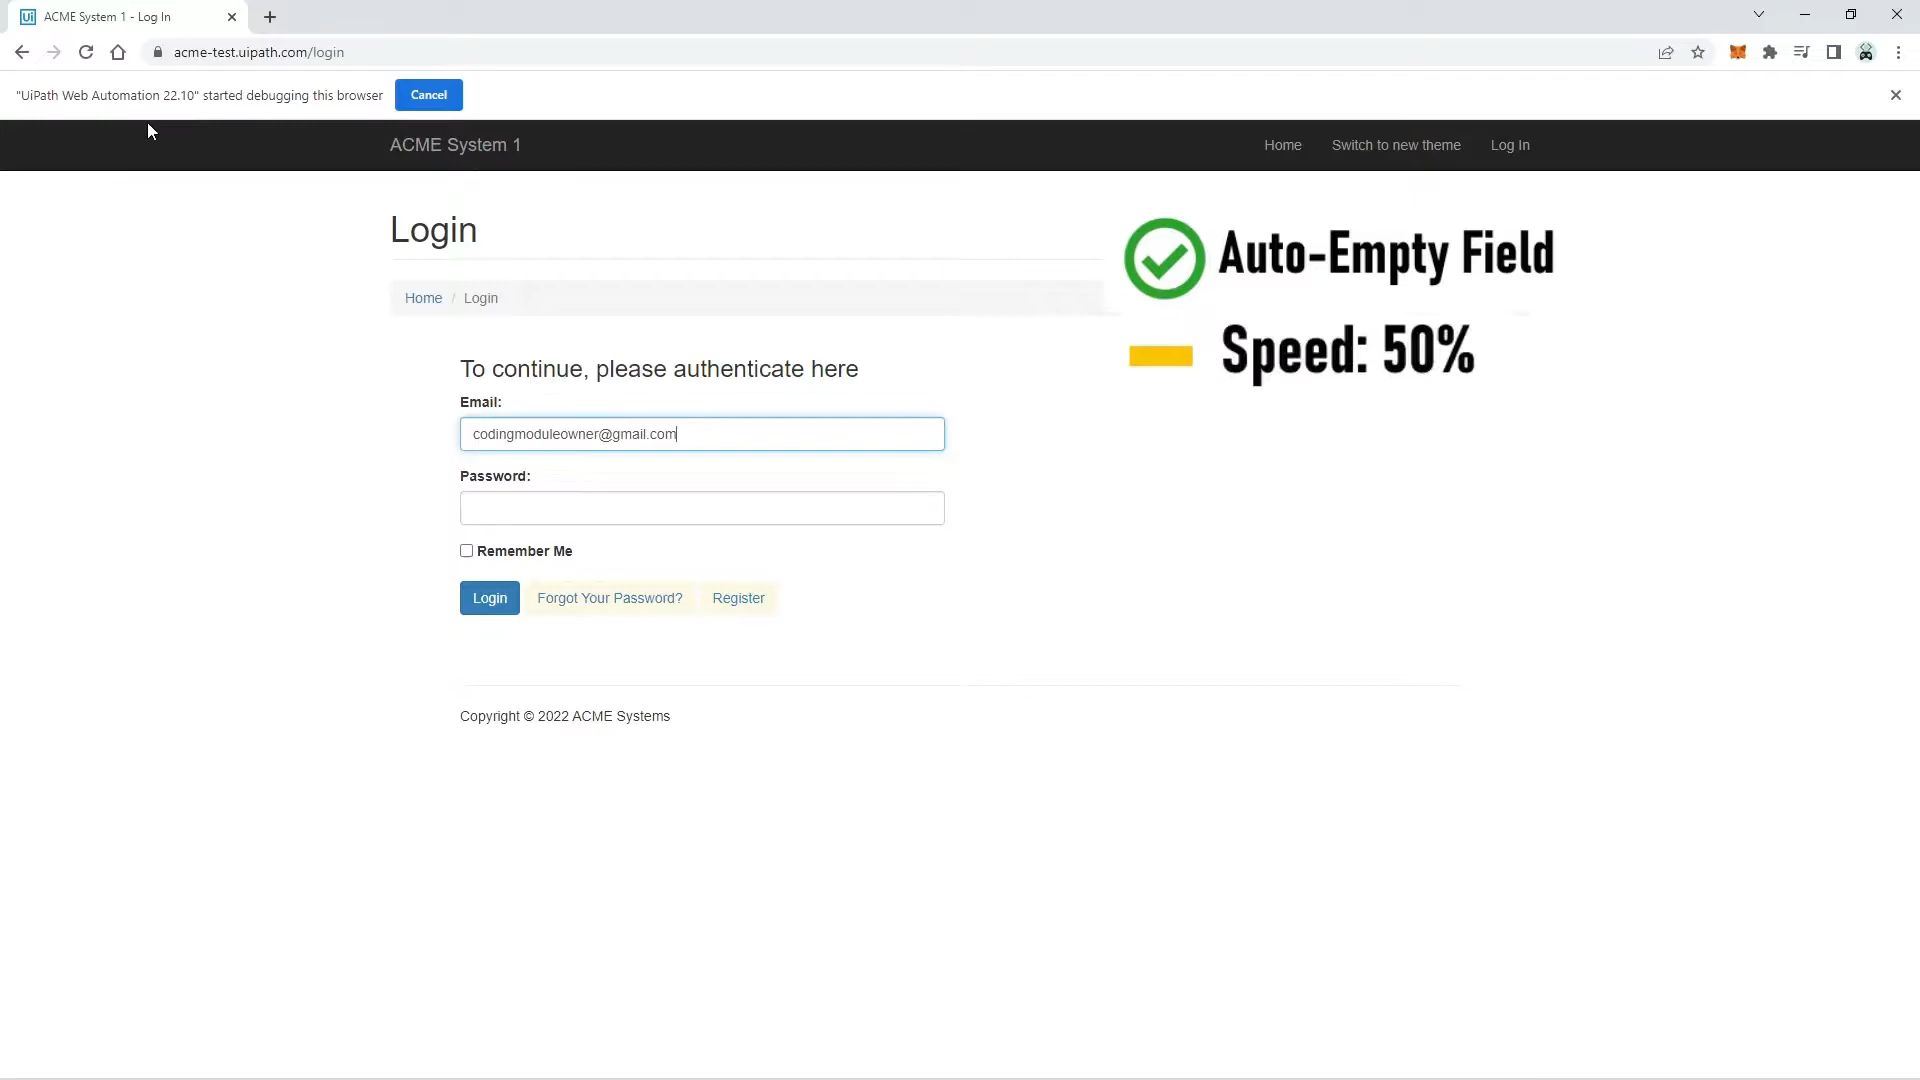 ACME System 1 - Log In
acme-test.uipath.com/login
"UiPath Web Automation 22.10" started debugging this browser
Cancel
ACME System 1
Home
Switch to new theme
Log In
Login
Auto-Empty Field
Home / Login
Speed: 50%
To continue, please authenticate here
Email:
codingmoduleowner@gmail.com
Password:
Remember Me
Login
Forgot Your Password?
Register
Copyright © 2022 ACME Systems